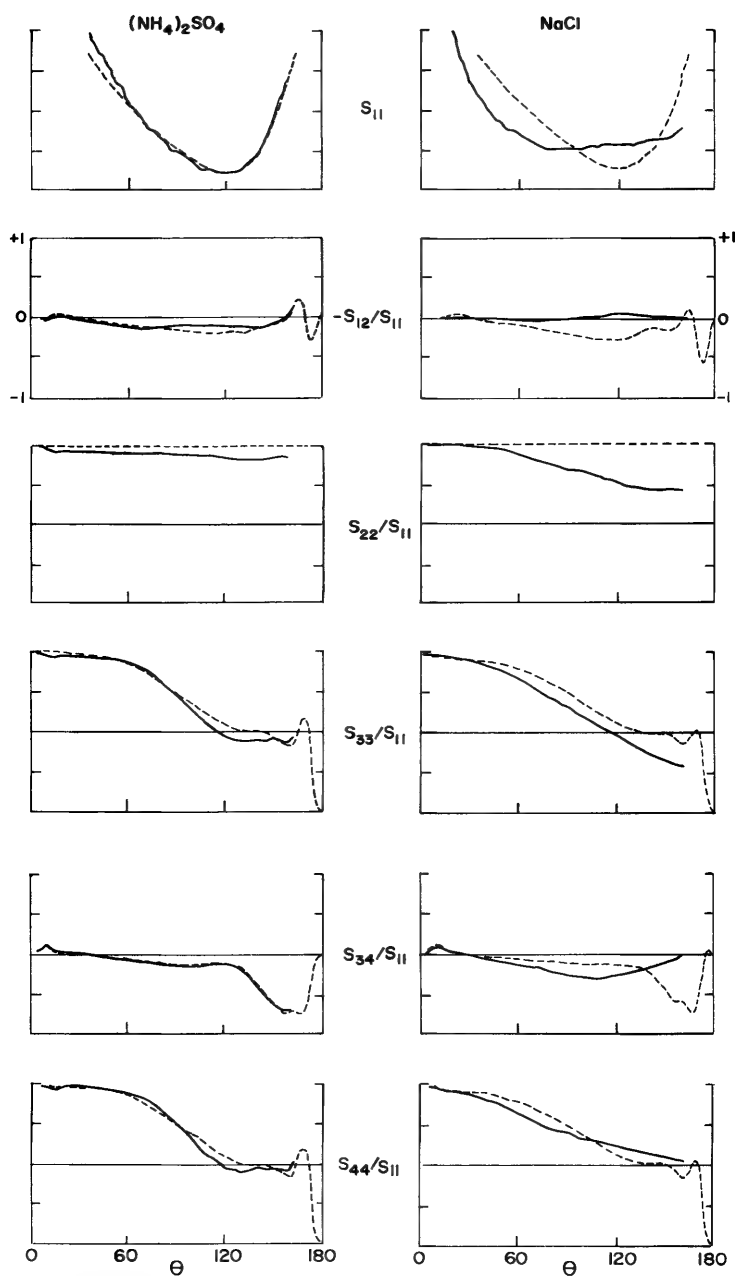 (NH₄)₂SO₄
NaCl
S₁₁
+1
0
-1
-S₁₂/S₁₁
+1
0
-1
S₂₂/S₁₁
S₃₃/S₁₁
S₃₄/S₁₁
S₄₄/S₁₁
0 60 120 180
θ
0 60 120 180
θ